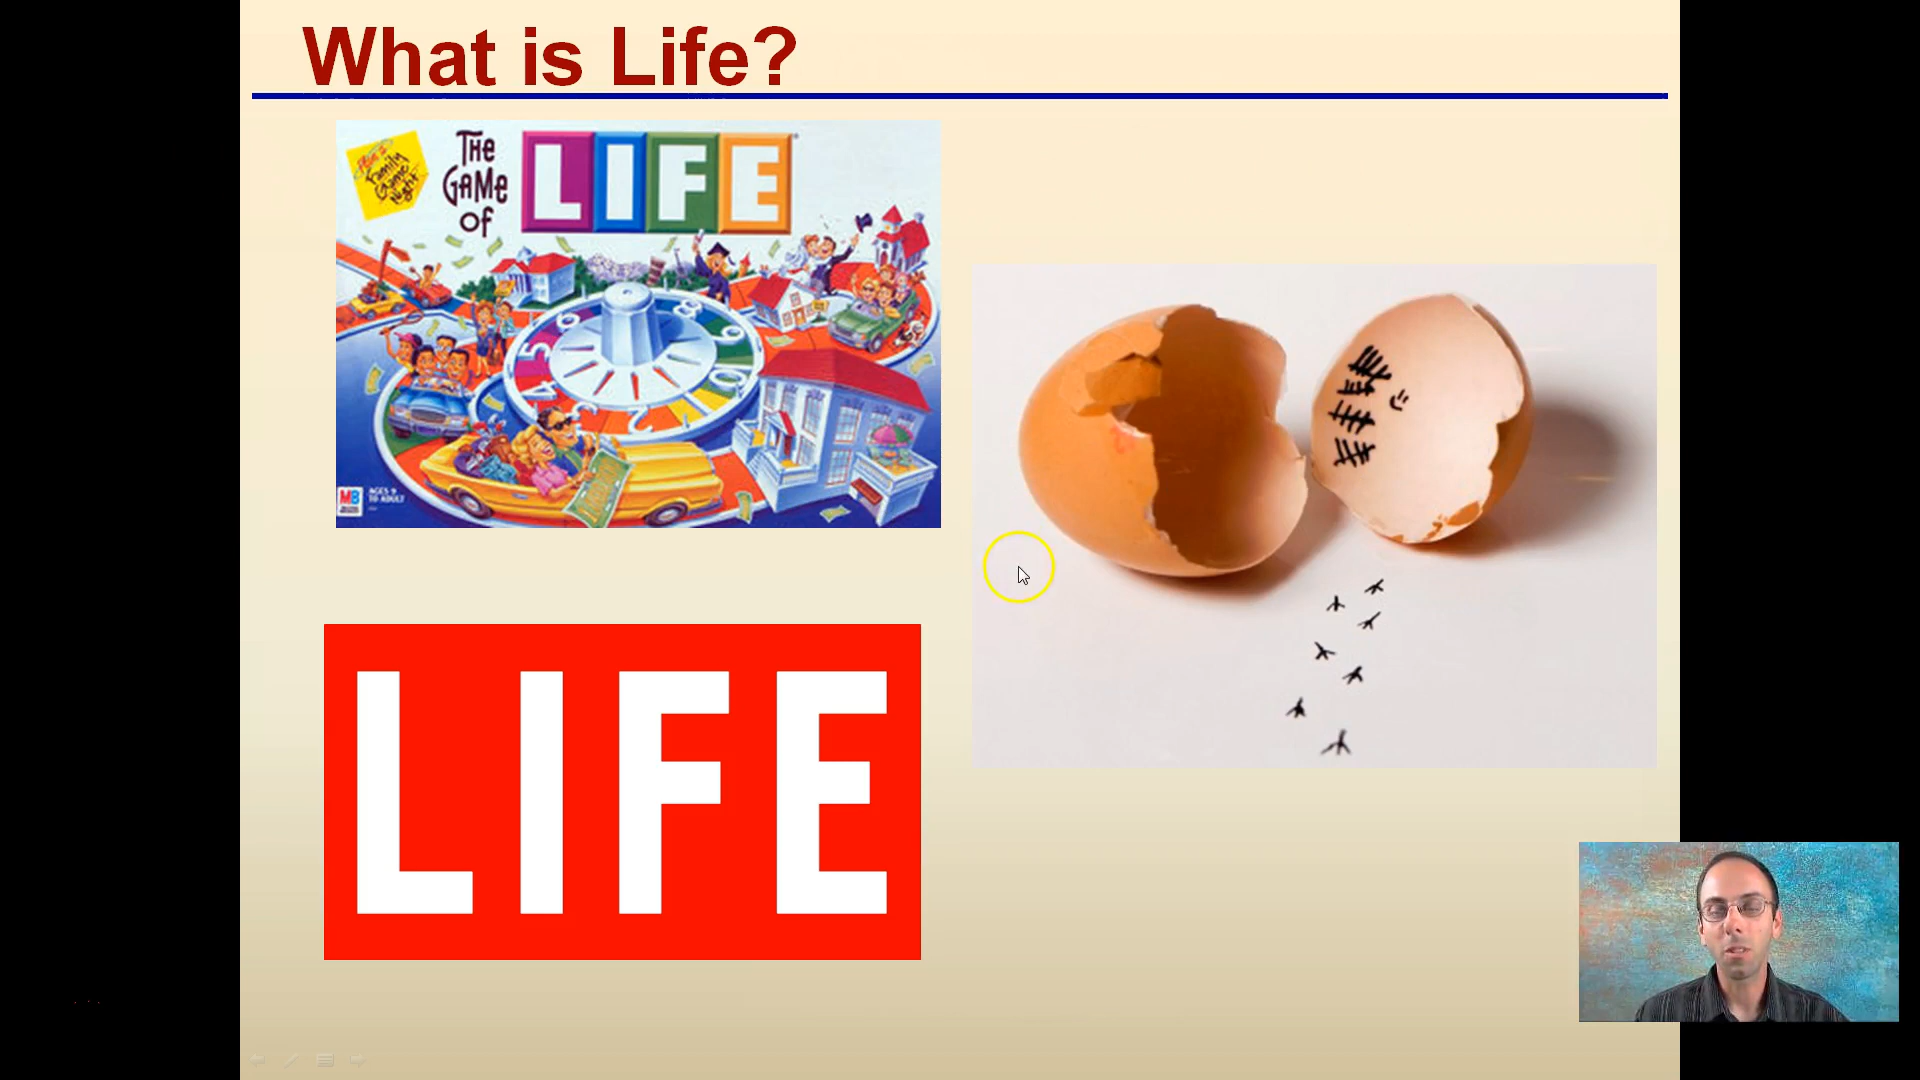 What is Life?
Family
Game
Night
THE
GAMe
oF
LIFE
MB
AGES 9
TO ADULT
LIFE